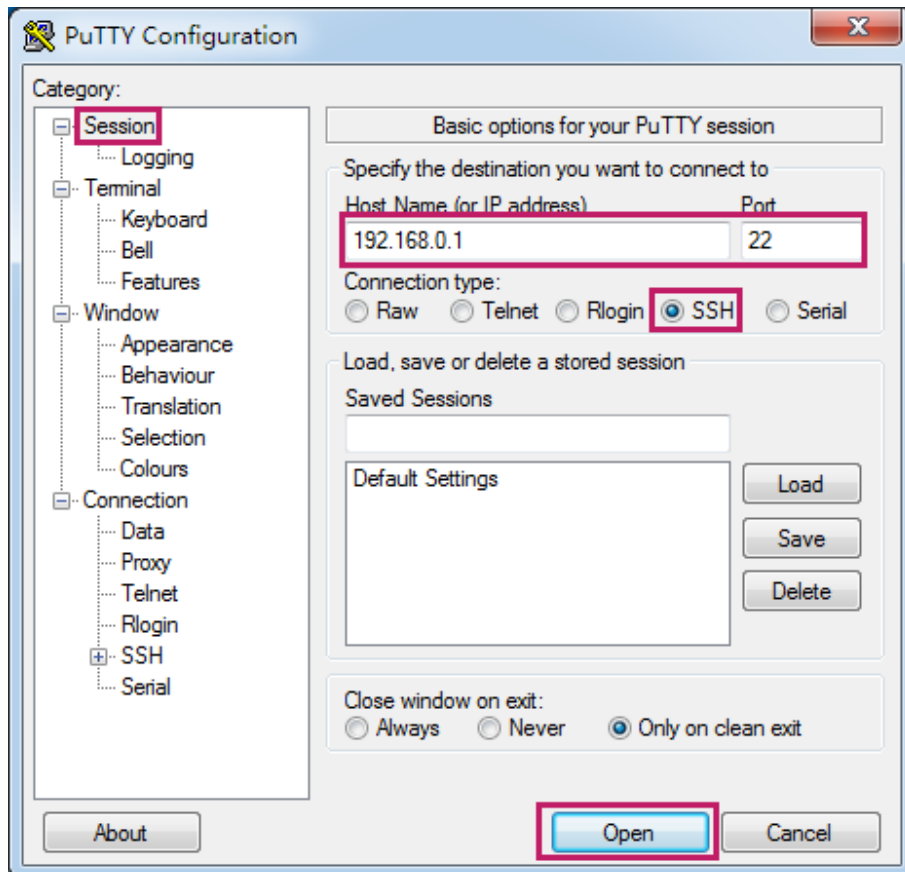 PuTTY Configuration
Category:
Session
Logging
Terminal
Keyboard
Bell
Features
Window
Appearance
Behaviour
Translation
Selection
Colours
Connection
Data
Proxy
Telnet
Rlogin
SSH
Serial
Basic options for your PuTTY session
Specify the destination you want to connect to
Host Name (or IP address) Port
192.168.0.1 22
Connection type:
Raw Telnet Rlogin SSH Serial
Load, save or delete a stored session
Saved Sessions
Default Settings
Load
Save
Delete
Close window on exit:
Always Never Only on clean exit
About Open Cancel